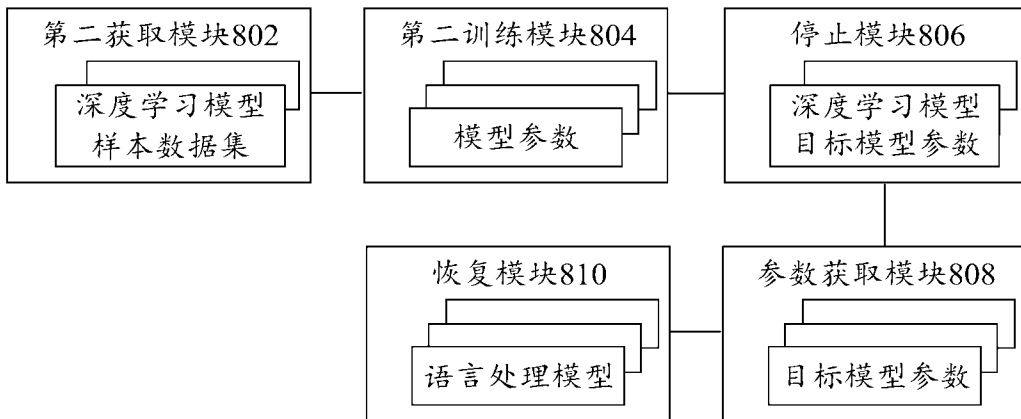 第二获取模块802
深度学习模型
样本数据集
第二训练模块804
模型参数
停止模块806
深度学习模型
目标模型参数
恢复模块810
语言处理模型
参数获取模块808
目标模型参数